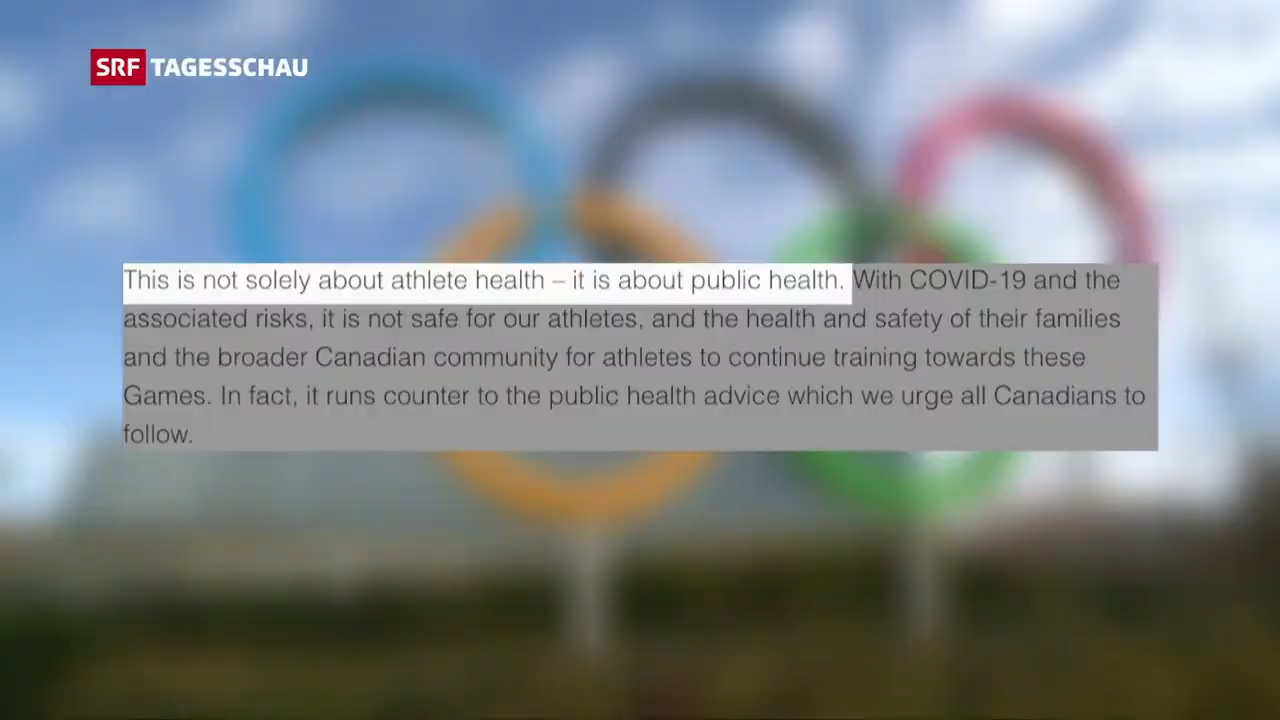 SRF TAGESSCHAU
This is not solely about athlete health – it is about public health. With COVID-19 and the
associated risks, it is not safe for our athletes, and the health and safety of their families
and the broader Canadian community for athletes to continue training towards these
Games. In fact, it runs counter to the public health advice which we urge all Canadians to
follow.